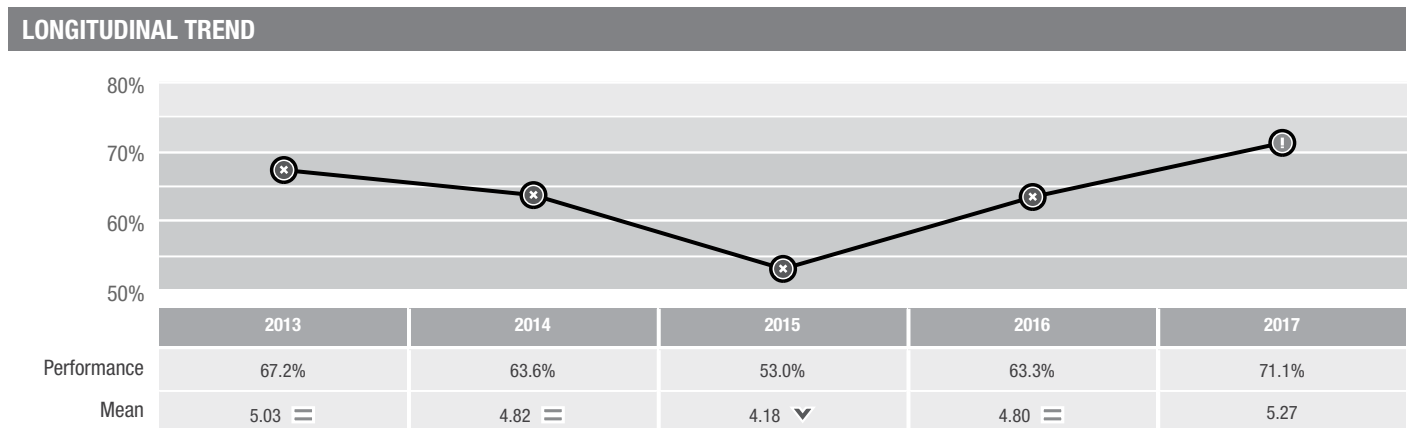 LONGITUDINAL TREND
80%
70%
60%
50%
2013 2014 2015 2016 2017
Performance 67.2% 63.6% 53.0% 63.3% 71.1%
Mean 5.03 4.82 4.18 4.80 5.27